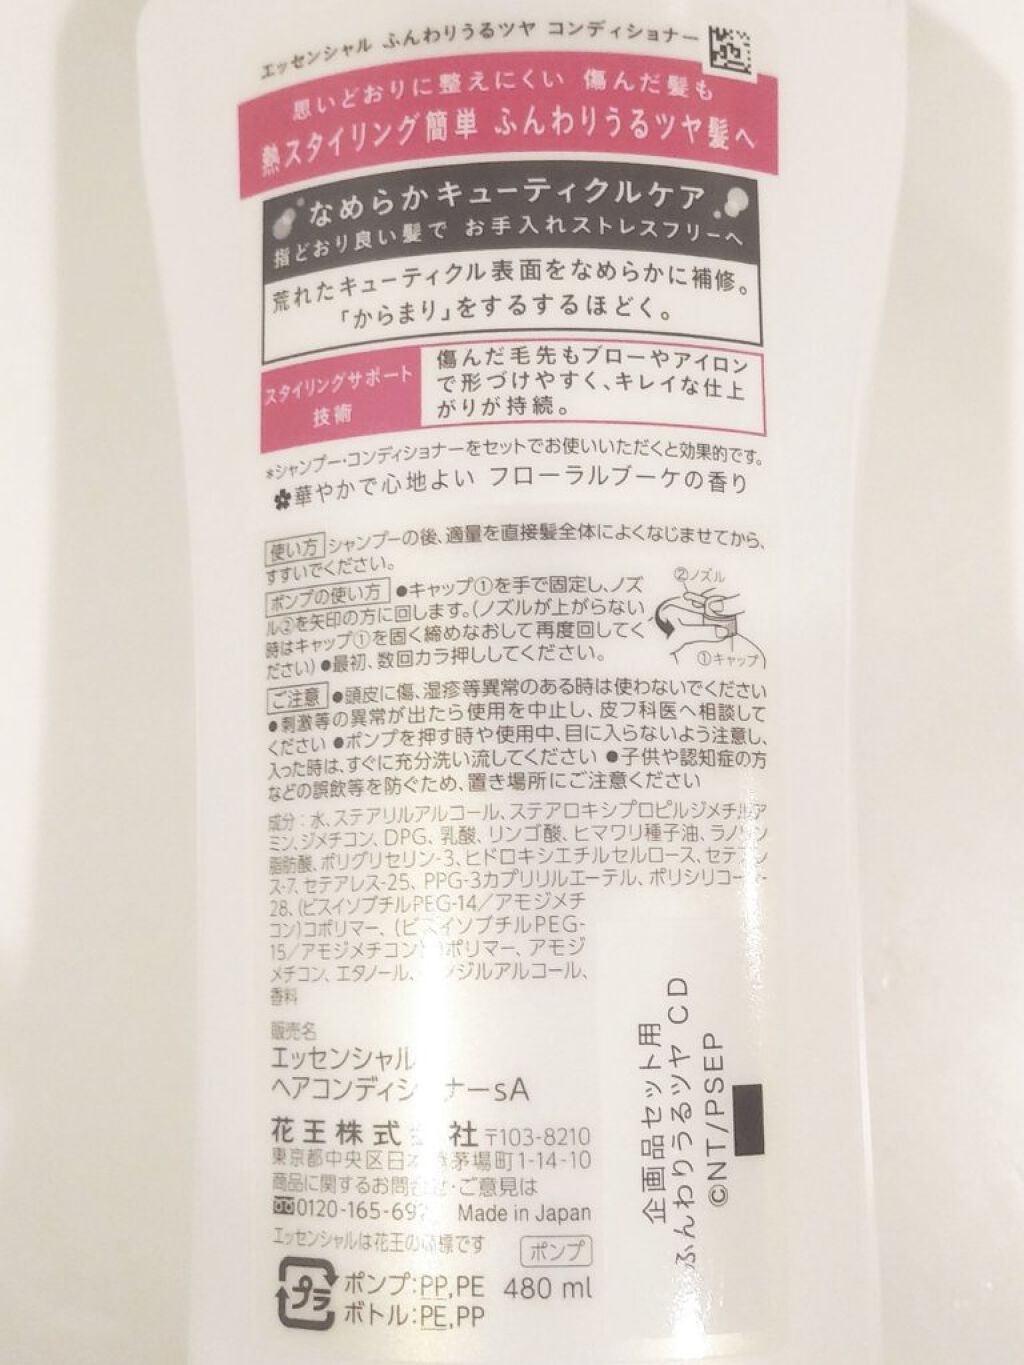 エッセンシャル ふんわりうるツヤ コンディショナー
思いどおりに整えにくい 傷んだ髪も
熱スタイリング簡単 ふんわりうるツヤ髪へ
なめらかキューティクルケア
指どおり良い髪で お手入れストレスフリーへ
荒れたキューティクル表面をなめらかに補修。
「からまり」をするするほどく。
スタイリングサポート
技術
傷んだ毛先もブローやアイロン
で形づけやすく、キレイな仕上
がりが持続。
*シャンプー・コンディショナーをセットでお使いいただくと効果的です。
華やかで心地よい フローラルブーケの香り
使い方 シャンプーの後、適量を直接髪全体によくなじませてから、
すすいでください。
ポンプの使い方 ●キャップ①を手で固定し、ノズ
ル②を矢印の方に回します。(ノズルが上がらない
時はキャップ①を固く締めなおして再度回してく
ださい) ●最初、数回カラ押ししてください。
②ノズル
①キャップ
ご注意 ●頭皮に傷、湿疹等異常のある時は使わないでください
●刺激等の異常が出たら使用を中止し、皮フ科医へ相談して
ください ●ポンプを押す時や使用中、目に入らないよう注意し、
入った時は、すぐに充分洗い流してください ●子供や認知症の方
などの誤飲等を防ぐため、置き場所にご注意ください
成分：水、ステアリルアルコール、ステアロキシプロピルジメチルア
ミン、ジメチコン、DPG、乳酸、リンゴ酸、ヒマワリ種子油、ラノリン
脂肪酸、ポリグリセリン-3、ヒドロキシエチルセルロース、セテアレ
ス-7、セテアレス-25、PPG-3カプリリルエーテル、ポリシリコーン-
28、(ビスイソブチルPEG-14／アモジメチ
コン)コポリマー、(ビスイソブチルPEG-
15／アモジメチコン)コポリマー、アモジ
メチコン、エタノール、ベンジルアルコール、
香料
販売名
エッセンシャル
ヘアコンディショナーsA
花王株式会社 〒103-8210
東京都中央区日本橋茅場町1-14-10
商品に関するお問合せ・ご意見は
0120-165-69 Made in Japan
エッセンシャルは花王の商標です
ポンプ
プラ
ポンプ:PP,PE 480 ml
ボトル:PE,PP
企画品セット用
ふんわりうるツヤ CD
©NT/PSEP